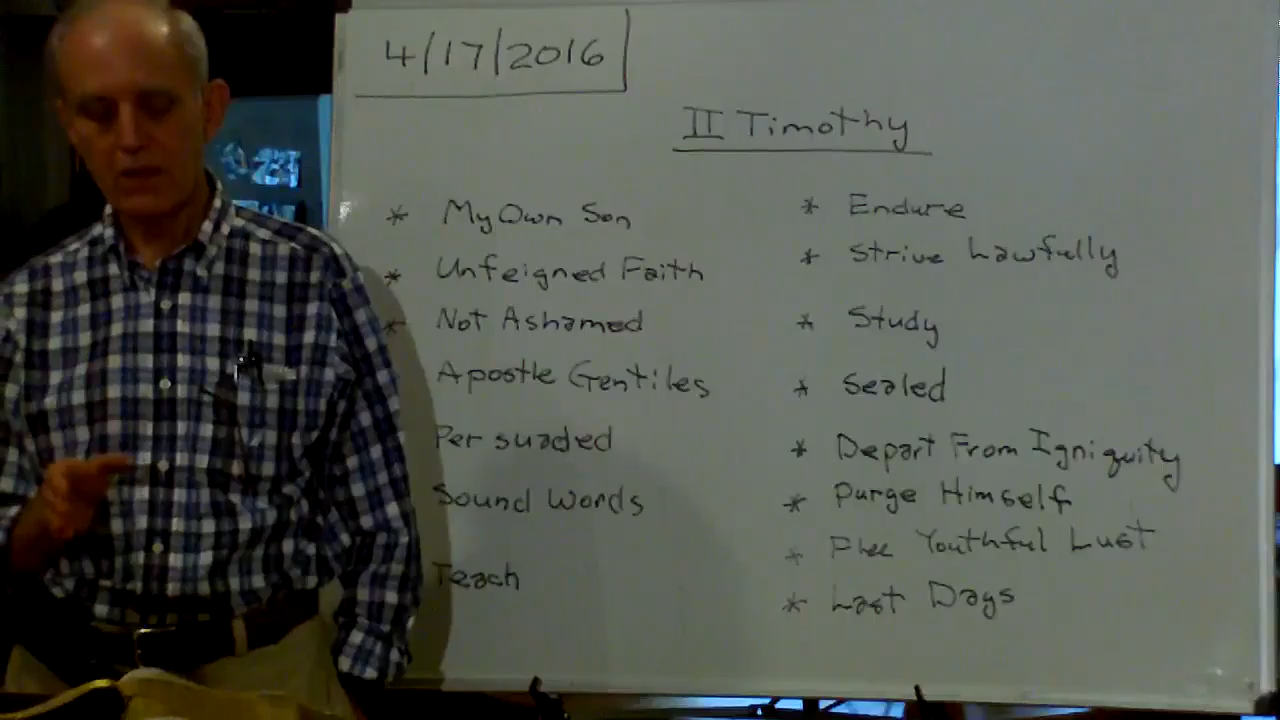 4/17/2016
II Timothy
* My Own Son
* Unfeigned Faith
* Not Ashamed
Apostle Gentiles
Persuaded
Sound Words
Teach
* Endure
* Strive Lawfully
* Study
* Sealed
* Depart From Igniquity
* Purge Himself
* Flee Youthful Lust
* Last Days